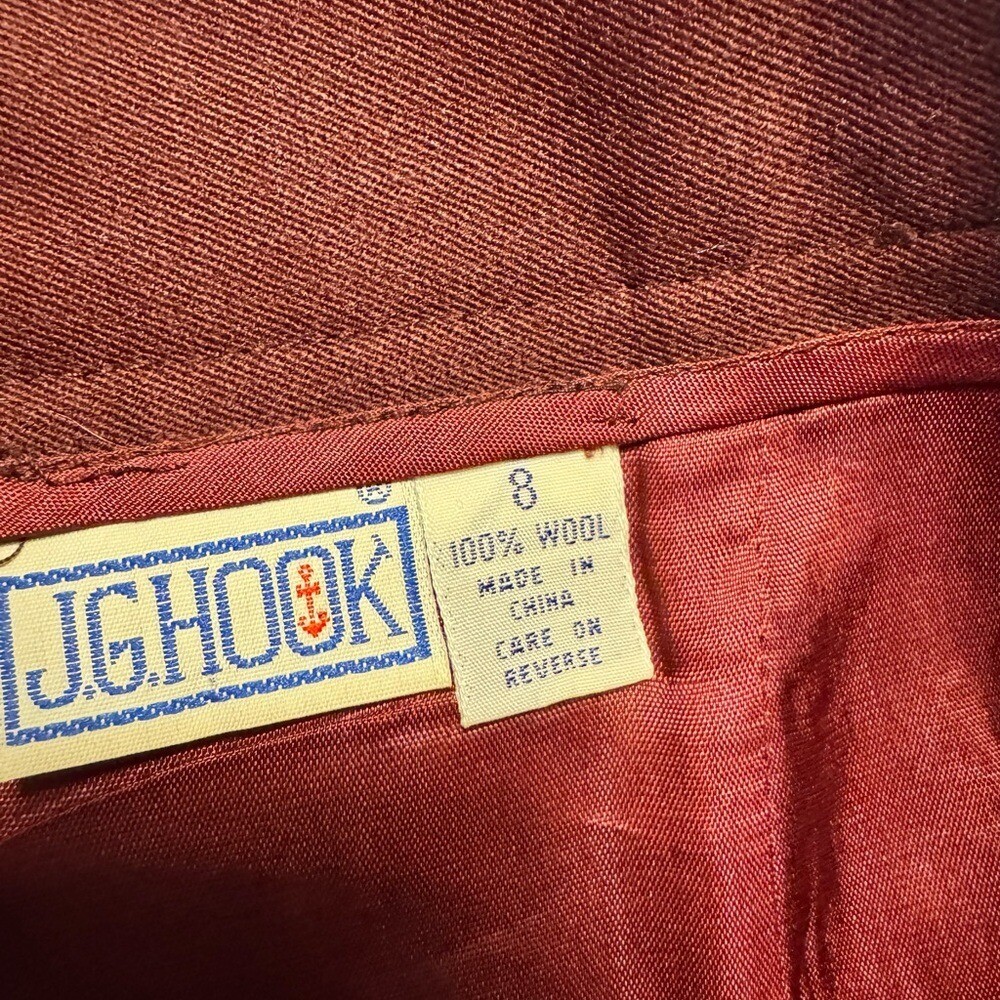 ®
J.G.HOOK
8
100% WOOL
MADE IN
CHINA
CARE ON
REVERSE